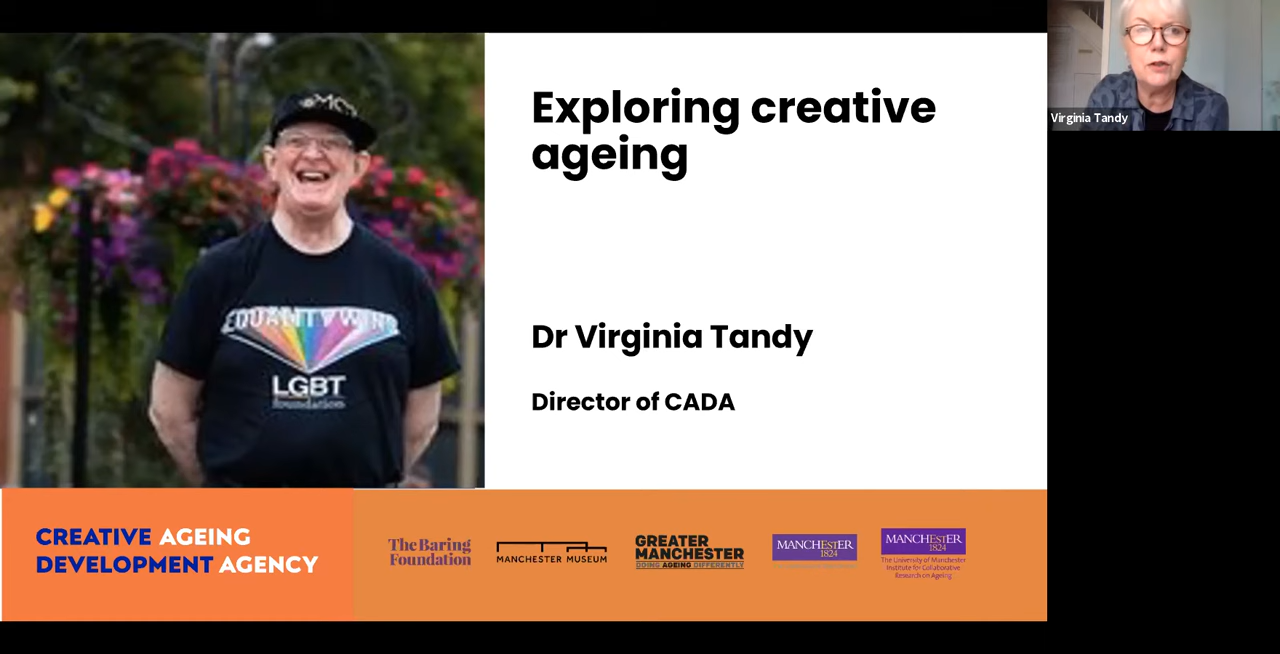 Exploring creative
ageing
Dr Virginia Tandy
Director of CADA
Virginia Tandy
EQUALITY WINS
LGBT
foundation
CREATIVE AGEING
DEVELOPMENT AGENCY
The Baring
Foundation
MANCHESTER MUSEUM
GREATER
MANCHESTER
DOING AGEING DIFFERENTLY
MANCHESTER
1824
MANCHESTER
1824
The University of Manchester
Institute for Collaborative
Research on Ageing